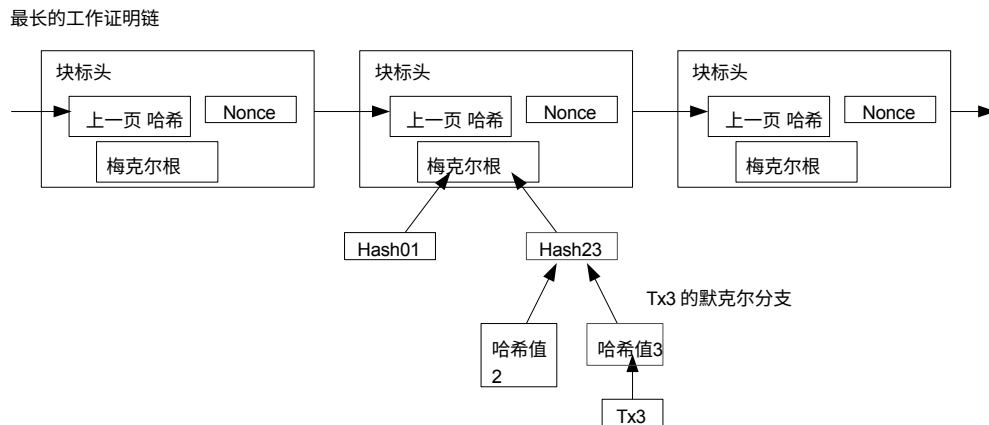 最长的工作证明链
块标头
上一页 哈希
Nonce
梅克尔根
块标头
上一页 哈希
Nonce
梅克尔根
块标头
上一页 哈希
Nonce
梅克尔根
Hash01
Hash23
Tx3 的默克尔分支
哈希值
2
哈希值3
Tx3